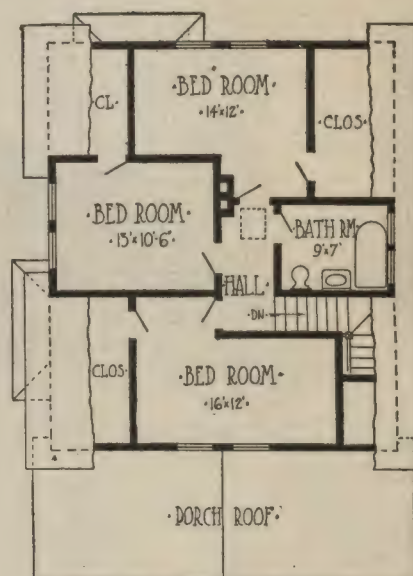 ·BED ROOM·
·14'x12'·
CL·
·CLOS·
·BED ROOM·
·13'x10'-6"·
·BATH RM·
9'x7'
HALL
DN
CLOS·
·BED ROOM·
·16'x12'·
·PORCH ROOF·